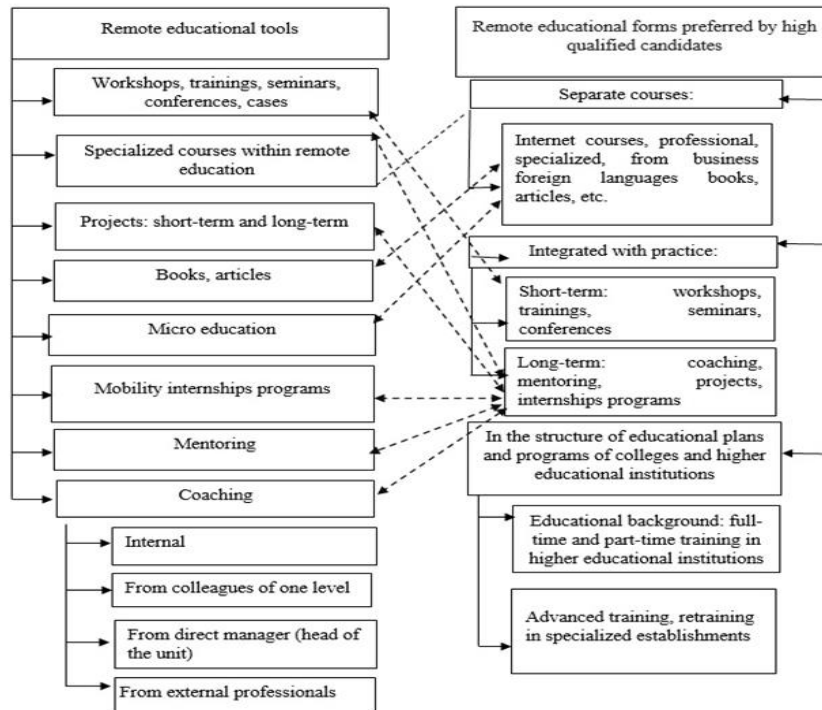 Remote educational tools
Workshops, trainings, seminars,
conferences, cases
Specialized courses within remote
education
Projects: short-term and long-term
Books, articles
Micro education
Mobility internships programs
Mentoring
Coaching
Internal
From colleagues of one level
From direct manager (head of
the unit)
From external professionals
Remote educational forms preferred by high
qualified candidates
Separate courses:
Internet courses, professional,
specialized, from business
foreign languages books,
articles, etc.
Integrated with practice:
Short-term: workshops,
trainings, seminars,
conferences
Long-term: coaching,
mentoring, projects,
internships programs
In the structure of educational plans
and programs of colleges and higher
educational institutions
Educational background: full-
time and part-time training in
higher educational institutions
Advanced training, retraining
in specialized establishments